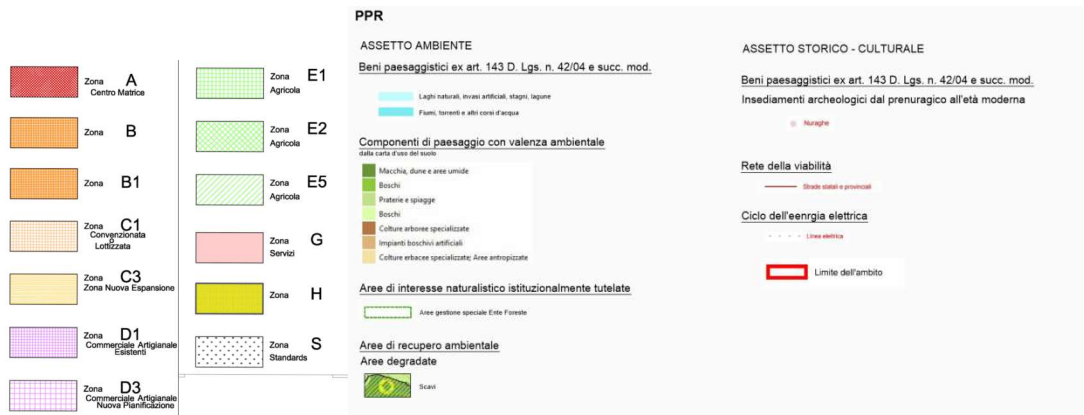 Zona A
Centro Matrice
Zona B
Zona B1
Zona C1
Convenzionata
o
Lottizzata
Zona C3
Zona Nuova Espansione
Zona D1
Commerciale Artigianale
Esistenti
Zona D3
Commerciale Artigianale
Nuova Pianificazione
Zona E1
Agricola
Zona E2
Agricola
Zona E5
Agricola
Zona G
Servizi
Zona H
Zona S
Standards
PPR
ASSETTO AMBIENTE
Beni paesaggistici ex art. 143 D. Lgs. n. 42/04 e succ. mod.
Laghi naturali, invasi artificiali, stagni, lagune
Fiumi, torrenti e altri corsi d'acqua
Componenti di paesaggio con valenza ambientale
dalla carta d'uso del suolo
Macchia, dune e aree umide
Boschi
Praterie e spiagge
Boschi
Colture arboree specializzate
Impianti boschivi artificiali
Colture erbacee specializzate; Aree antropizzate
Aree di interesse naturalistico istituzionalmente tutelate
Aree gestione speciale Ente Foreste
Aree di recupero ambientale
Aree degradate
Scavi
ASSETTO STORICO - CULTURALE
Beni paesaggistici ex art. 143 D. Lgs. n. 42/04 e succ. mod.
Insediamenti archeologici dal prenuragico all'età moderna
Nuraghe
Rete della viabilità
Strade statali e provinciali
Ciclo dell'eenrgia elettrica
Linea elettrica
Limite dell'ambito